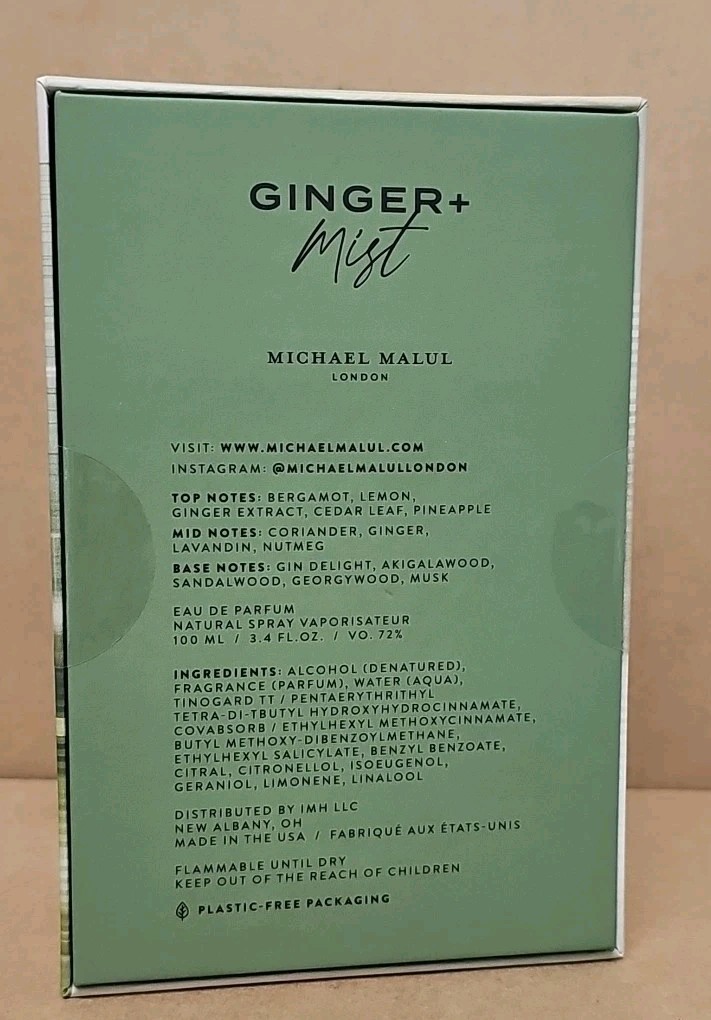 GINGER+
Mist
MICHAEL MALUL
LONDON
VISIT: WWW.MICHAELMALUL.COM
INSTAGRAM: @MICHAELMALULLONDON
TOP NOTES: BERGAMOT, LEMON,
GINGER EXTRACT, CEDAR LEAF, PINEAPPLE
MID NOTES: CORIANDER, GINGER,
LAVANDIN, NUTMEG
BASE NOTES: GIN DELIGHT, AKIGALAWOOD,
SANDALWOOD, GEORGYWOOD, MUSK
EAU DE PARFUM
NATURAL SPRAY VAPORISATEUR
100 ML / 3.4 FL.OZ. / VO. 72%
INGREDIENTS: ALCOHOL (DENATURED),
FRAGRANCE (PARFUM), WATER (AQUA),
TINOGARD TT / PENTAERYTHRITHYL
TETRA-DI-TBUTYL HYDROXYHYDROCINNAMATE,
COVABSORB / ETHYLHEXYL METHOXYCINNAMATE,
BUTYL METHOXY-DIBENZOYLMETHANE,
ETHYLHEXYL SALICYLATE, BENZYL BENZOATE,
CITRAL, CITRONELLOL, ISOEUGENOL,
GERANIOL, LIMONENE, LINALOOL
DISTRIBUTED BY IMH LLC
NEW ALBANY, OH
MADE IN THE USA / FABRIQUÉ AUX ÉTATS-UNIS
FLAMMABLE UNTIL DRY
KEEP OUT OF THE REACH OF CHILDREN
PLASTIC-FREE PACKAGING